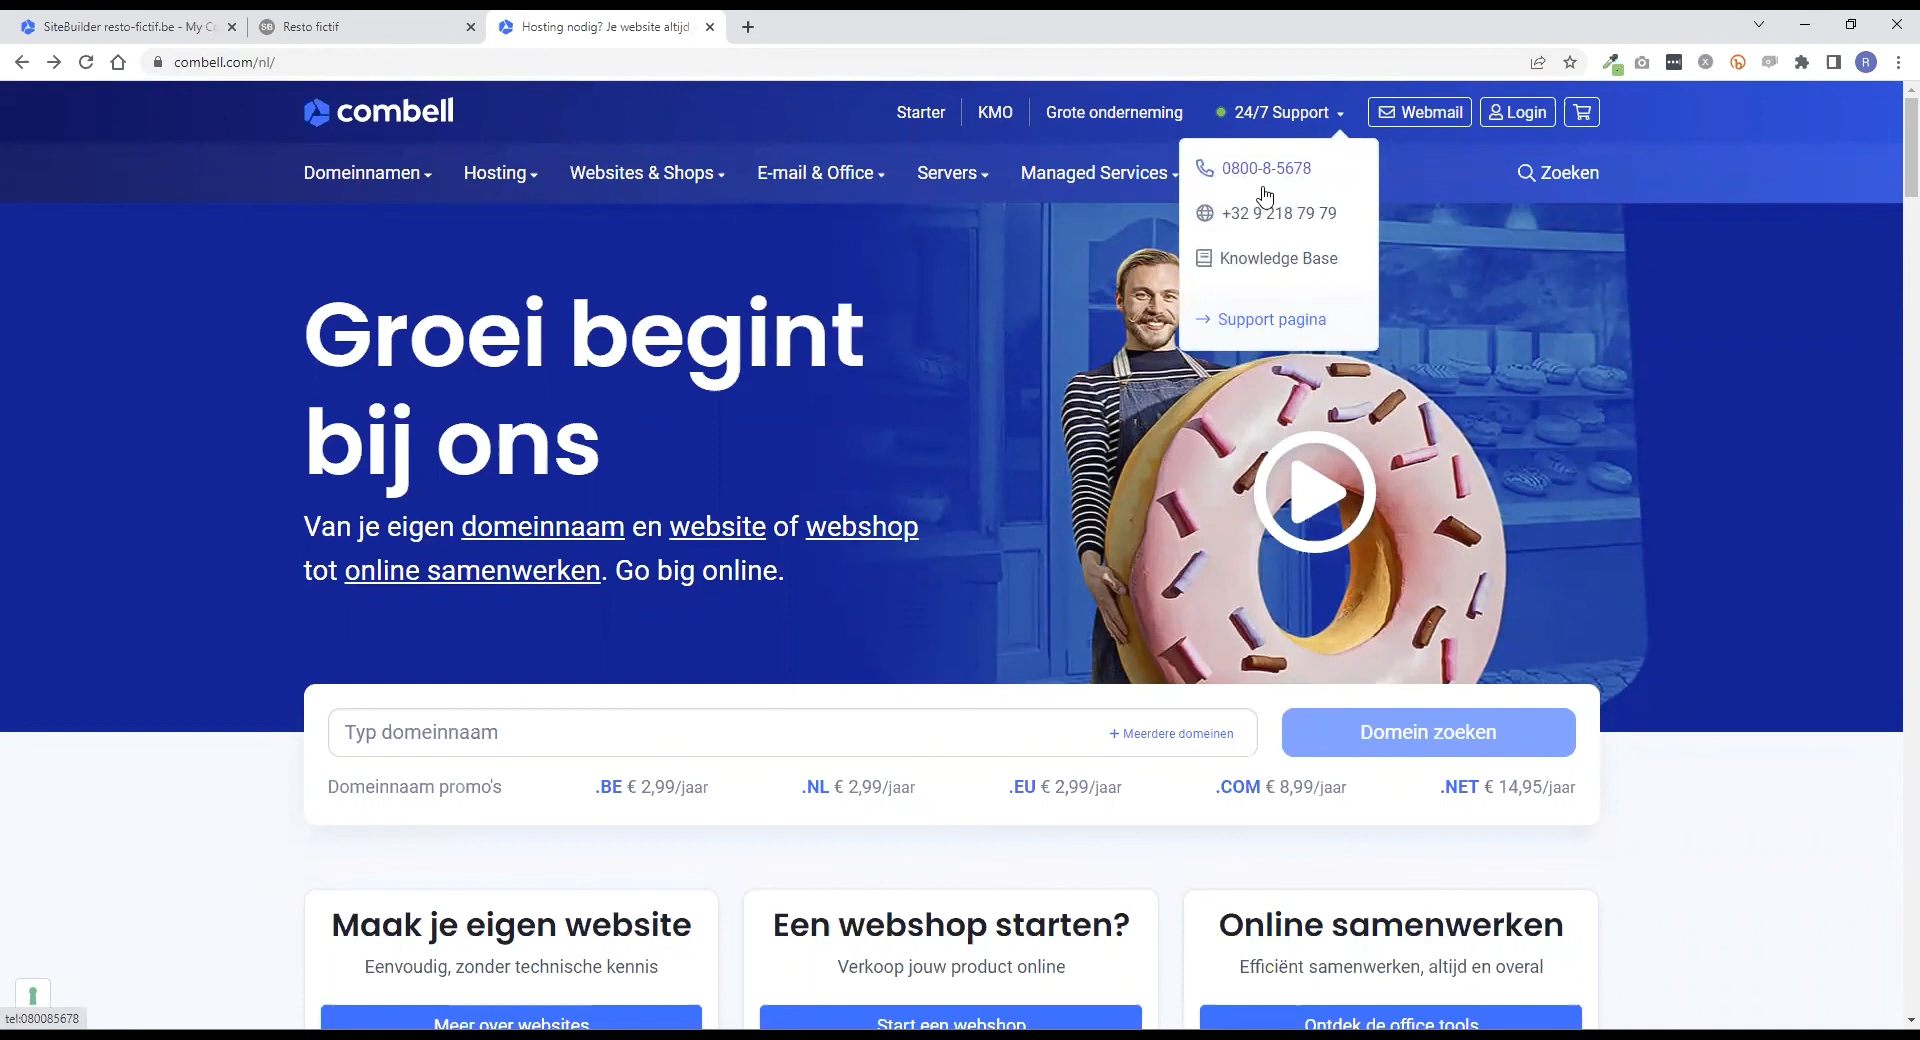 SiteBuilder resto-fictif.be - My Co
SB Resto fictif
Hosting nodig? Je website altijd
combell.com/nl/
R
combell
Starter
KMO
Grote onderneming
24/7 Support
Webmail
Login
Domeinnamen
Hosting
Websites & Shops
E-mail & Office
Servers
Managed Services
Zoeken
0800-8-5678
+32 9 218 79 79
Knowledge Base
→ Support pagina
Groei begint
bij ons
Van je eigen domeinnaam en website of webshop
tot online samenwerken. Go big online.
Typ domeinnaam
+ Meerdere domeinen
Domein zoeken
Domeinnaam promo's
.BE € 2,99/jaar
.NL € 2,99/jaar
.EU € 2,99/jaar
.COM € 8,99/jaar
.NET € 14,95/jaar
Maak je eigen website
Eenvoudig, zonder technische kennis
Meer over websites
Een webshop starten?
Verkoop jouw product online
Start een webshop
Online samenwerken
Efficiënt samenwerken, altijd en overal
Ontdek de office tools
tel:080085678